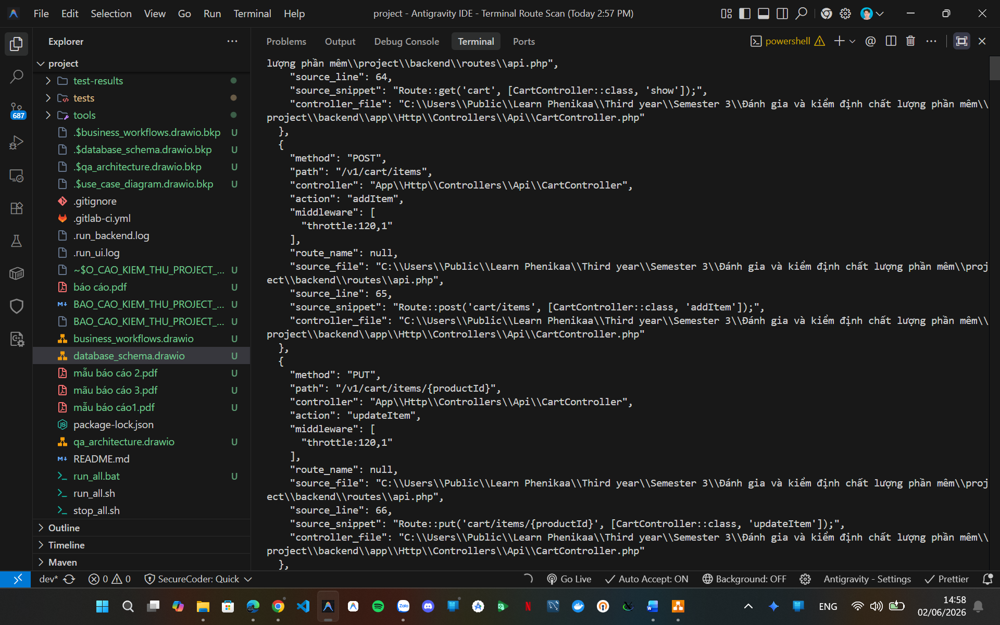 File Edit Selection View Go Run Terminal Help
project - Antigravity IDE - Terminal Route Scan (Today 2:57 PM)
Explorer
project
test-results
tests
tools
.$business_workflows.drawio.bkp U
.$database_schema.drawio.bkp U
.$qa_architecture.drawio.bkp U
.$use_case_diagram.drawio.bkp U
.gitignore
.gitlab-ci.yml
.run_backend.log
.run_ui.log
~$O_CAO_KIEM_THU_PROJECT_... U
báo cáo.pdf U
BAO_CAO_KIEM_THU_PROJECT_... U
BAO_CAO_KIEM_THU_PROJECT_... U
business_workflows.drawio U
database_schema.drawio U
mẫu báo cáo 2.pdf U
mãu báo cáo 3.pdf U
mẫu báo cáo1.pdf U
package-lock.json
qa_architecture.drawio U
README.md
run_all.bat U
run_all.sh
stop_all.sh
Outline
Timeline
Maven
687
Problems Output Debug Console Terminal Ports
powershell
lượng phần mêm\\project\\backend\\routes\\api.php",
"source_line": 64,
"source_snippet": "Route::get('cart', [CartController::class, 'show']);",
"controller_file": "C:\\Users\\Public\\Learn Phenikaa\\Third year\\Semester 3\\Đánh gia và kiểm định chất lượng phần mêm\\
project\\backend\\app\\Http\\Controllers\\Api\\CartController.php"
},
{
"method": "POST",
"path": "/v1/cart/items",
"controller": "App\\Http\\Controllers\\Api\\CartController",
"action": "addItem",
"middleware": [
"throttle:120,1"
],
"route_name": null,
"source_file": "C:\\Users\\Public\\Learn Phenikaa\\Third year\\Semester 3\\Đánh gia và kiểm định chất lượng phần mêm\\proj
ect\\backend\\routes\\api.php",
"source_line": 65,
"source_snippet": "Route::post('cart/items', [CartController::class, 'addItem']);",
"controller_file": "C:\\Users\\Public\\Learn Phenikaa\\Third year\\Semester 3\\Đánh gia và kiểm định chất lượng phần mêm\\
project\\backend\\app\\Http\\Controllers\\Api\\CartController.php"
},
{
"method": "PUT",
"path": "/v1/cart/items/{productId}",
"controller": "App\\Http\\Controllers\\Api\\CartController",
"action": "updateItem",
"middleware": [
"throttle:120,1"
],
"route_name": null,
"source_file": "C:\\Users\\Public\\Learn Phenikaa\\Third year\\Semester 3\\Đánh gia và kiểm định chất lượng phần mêm\\proj
ect\\backend\\routes\\api.php",
"source_line": 66,
"source_snippet": "Route::put('cart/items/{productId}', [CartController::class, 'updateItem']);",
"controller_file": "C:\\Users\\Public\\Learn Phenikaa\\Third year\\Semester 3\\Đánh gia và kiểm định chất lượng phần mêm\\
project\\backend\\app\\Http\\Controllers\\Api\\CartController.php"
},
dev* 0 0 SecureCoder: Quick Go Live Auto Accept: ON Background: OFF Antigravity - Settings Prettier
Zalo
ENG
14:58
02/06/2026